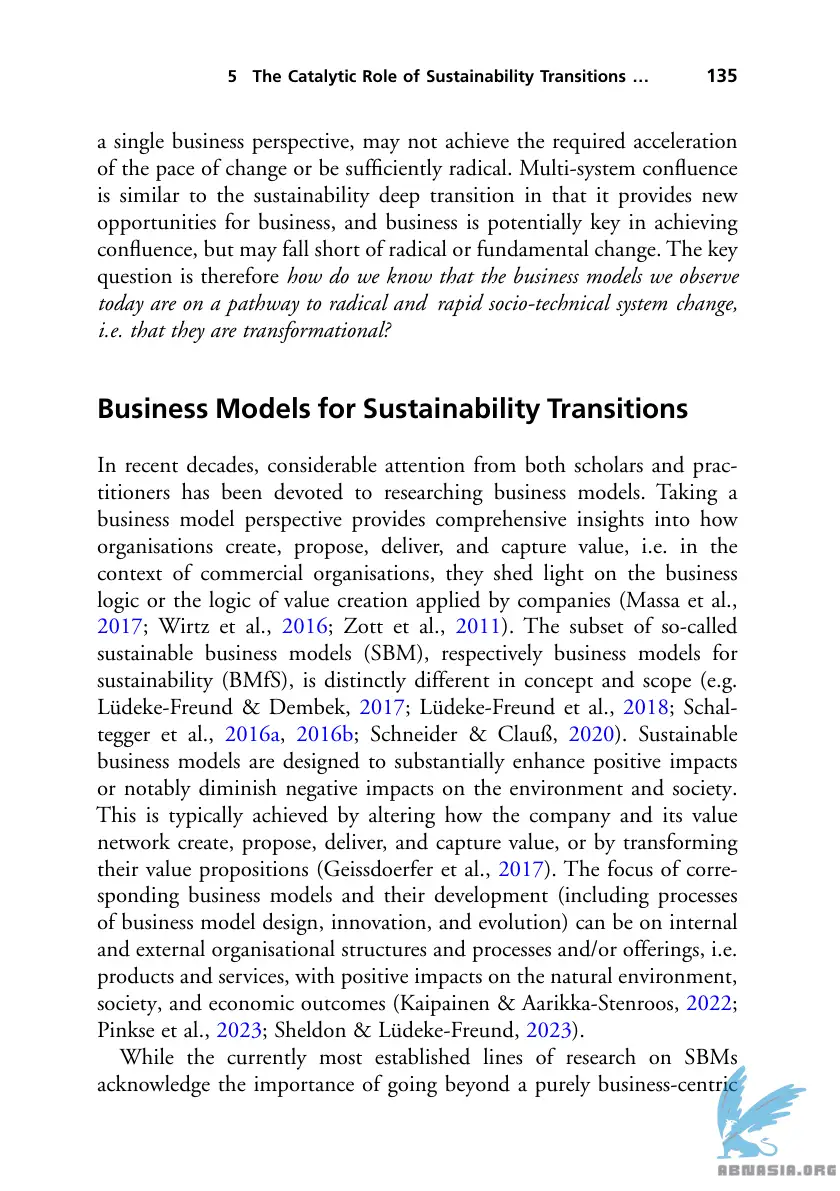 5 The Catalytic Role of Sustainability Transitions … 135
a single business perspective, may not achieve the required acceleration
of the pace of change or be sufficiently radical. Multi-system confluence
is similar to the sustainability deep transition in that it provides new
opportunities for business, and business is potentially key in achieving
confluence, but may fall short of radical or fundamental change. The key
question is therefore how do we know that the business models we observe
today are on a pathway to radical and rapid socio-technical system change,
i.e. that they are transformational?
Business Models for Sustainability Transitions
In recent decades, considerable attention from both scholars and prac-
titioners has been devoted to researching business models. Taking a
business model perspective provides comprehensive insights into how
organisations create, propose, deliver, and capture value, i.e. in the
context of commercial organisations, they shed light on the business
logic or the logic of value creation applied by companies (Massa et al.,
2017; Wirtz et al., 2016; Zott et al., 2011). The subset of so-called
sustainable business models (SBM), respectively business models for
sustainability (BMfS), is distinctly different in concept and scope (e.g.
Lüdeke-Freund & Dembek, 2017; Lüdeke-Freund et al., 2018; Schal-
tegger et al., 2016a, 2016b; Schneider & Clauß, 2020). Sustainable
business models are designed to substantially enhance positive impacts
or notably diminish negative impacts on the environment and society.
This is typically achieved by altering how the company and its value
network create, propose, deliver, and capture value, or by transforming
their value propositions (Geissdoerfer et al., 2017). The focus of corre-
sponding business models and their development (including processes
of business model design, innovation, and evolution) can be on internal
and external organisational structures and processes and/or offerings, i.e.
products and services, with positive impacts on the natural environment,
society, and economic outcomes (Kaipainen & Aarikka-Stenroos, 2022;
Pinkse et al., 2023; Sheldon & Lüdeke-Freund, 2023).
While the currently most established lines of research on SBMs
acknowledge the importance of going beyond a purely business-centric
ABNASIA.ORG